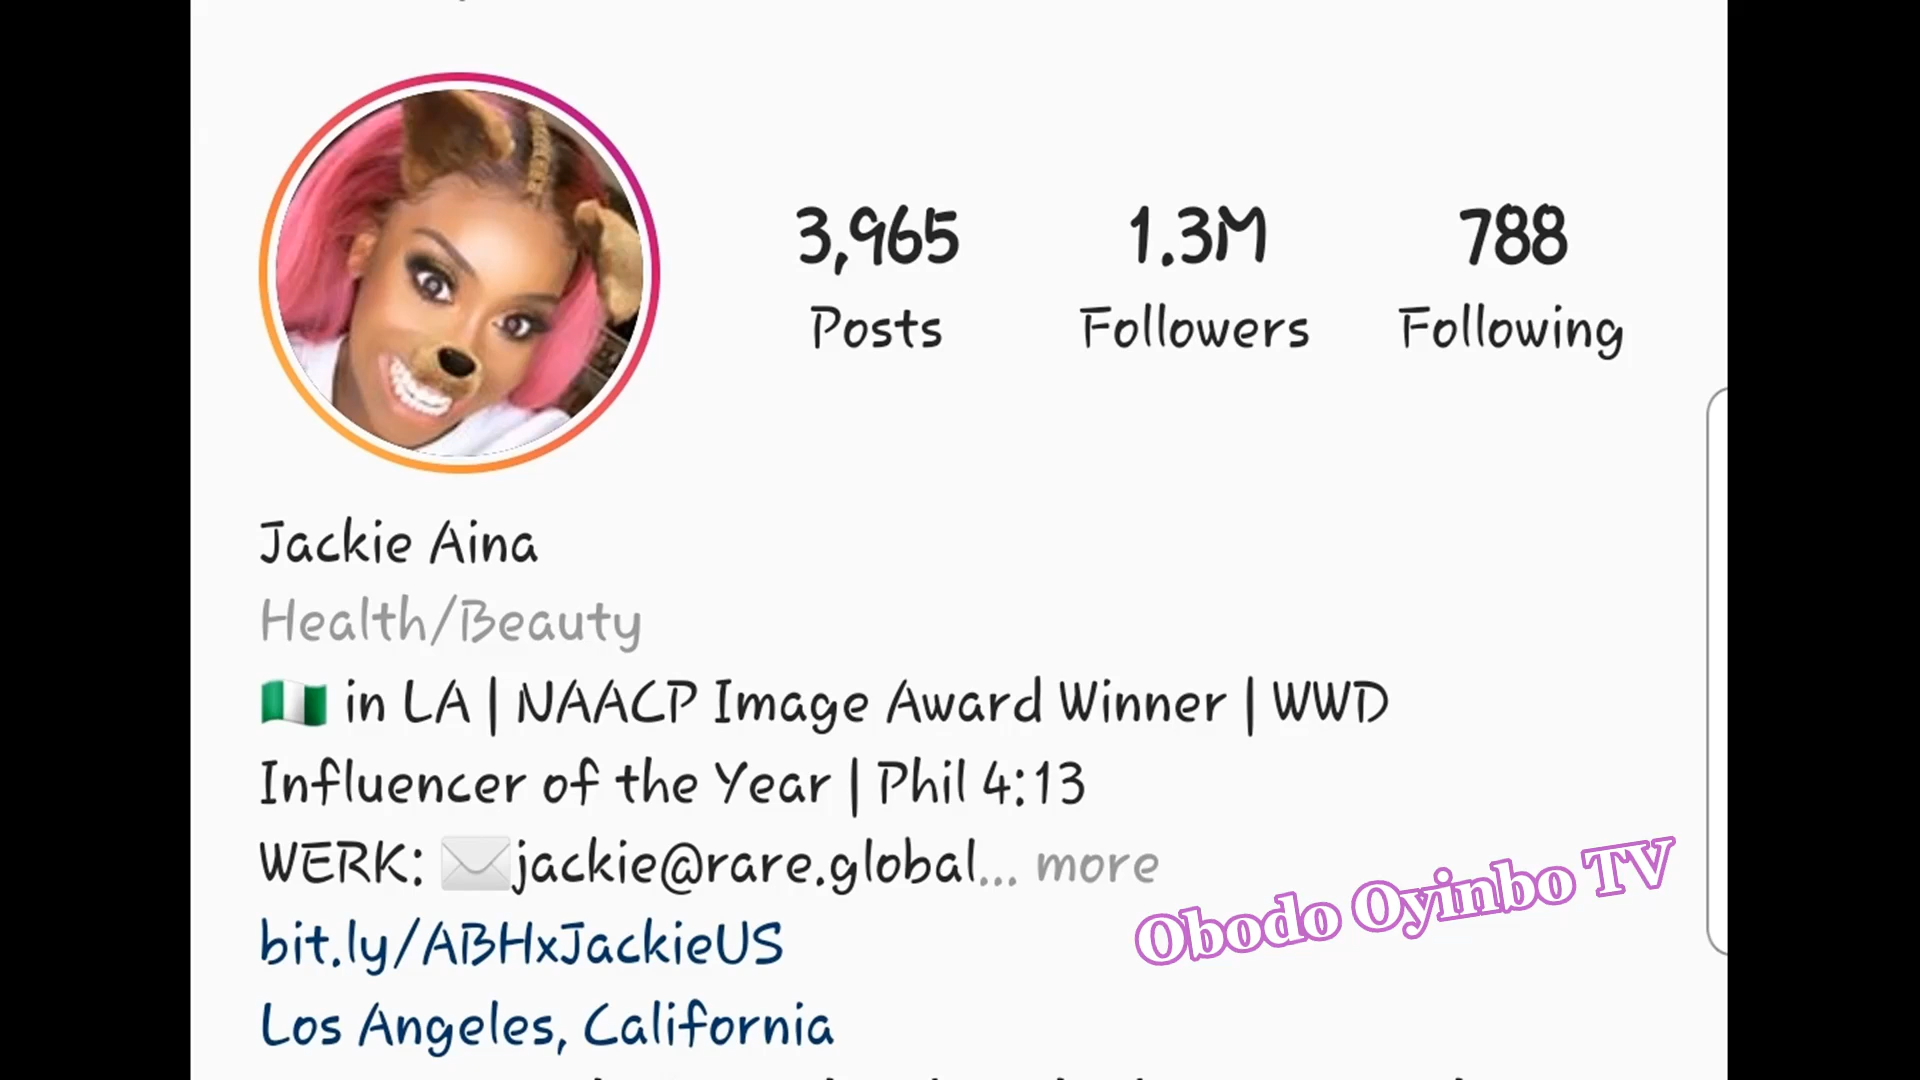 3,965 1.3M 788
Posts Followers Following
Jackie Aina
Health/Beauty
🇳🇬 in LA | NAACP Image Award Winner | WWD
Influencer of the Year | Phil 4:13
WERK: ✉️jackie@rare.global... more
bit.ly/ABHxJackieUS
Los Angeles, California
Obodo Oyinbo TV